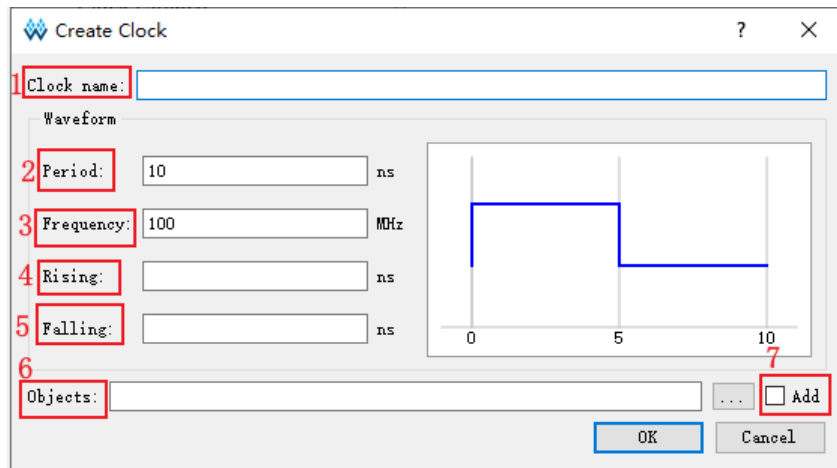 Create Clock ? ×
1 Clock name:
Waveform
2 Period: 10 ns
3 Frequency: 100 MHz
4 Rising: ns
5 Falling: ns
0 5 10
6
7
Objects: ... Add
OK Cancel